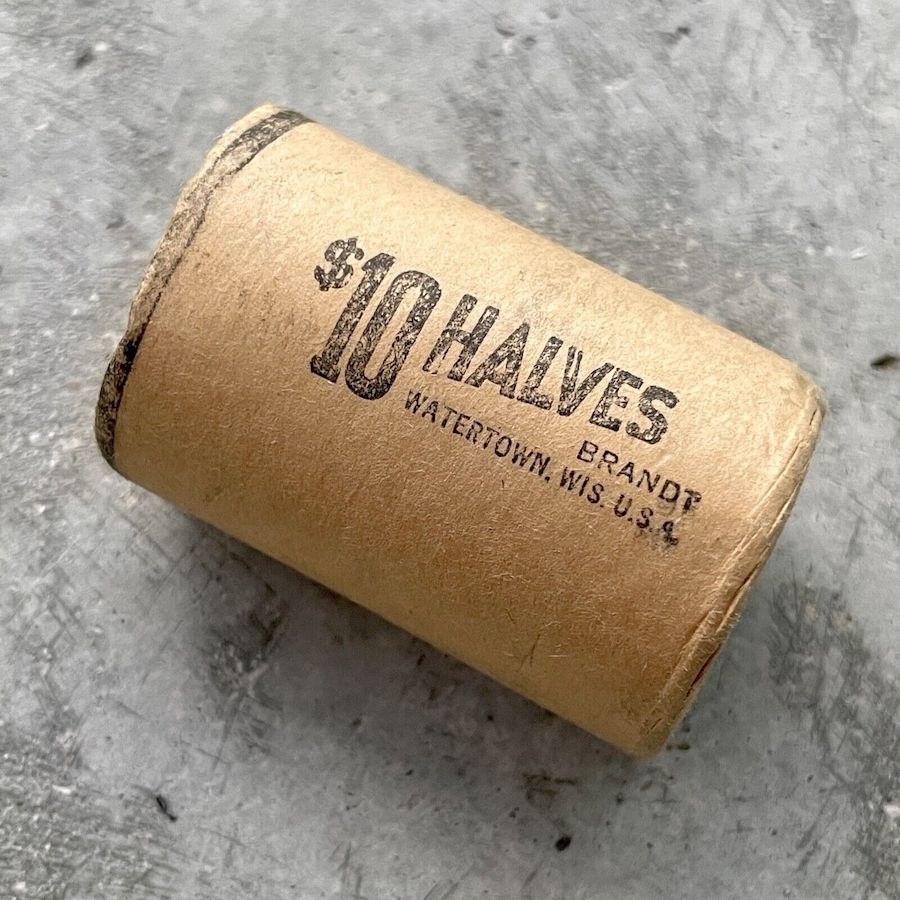 $10 HALVES
BRANDT
WATERTOWN, WIS. U.S.A.